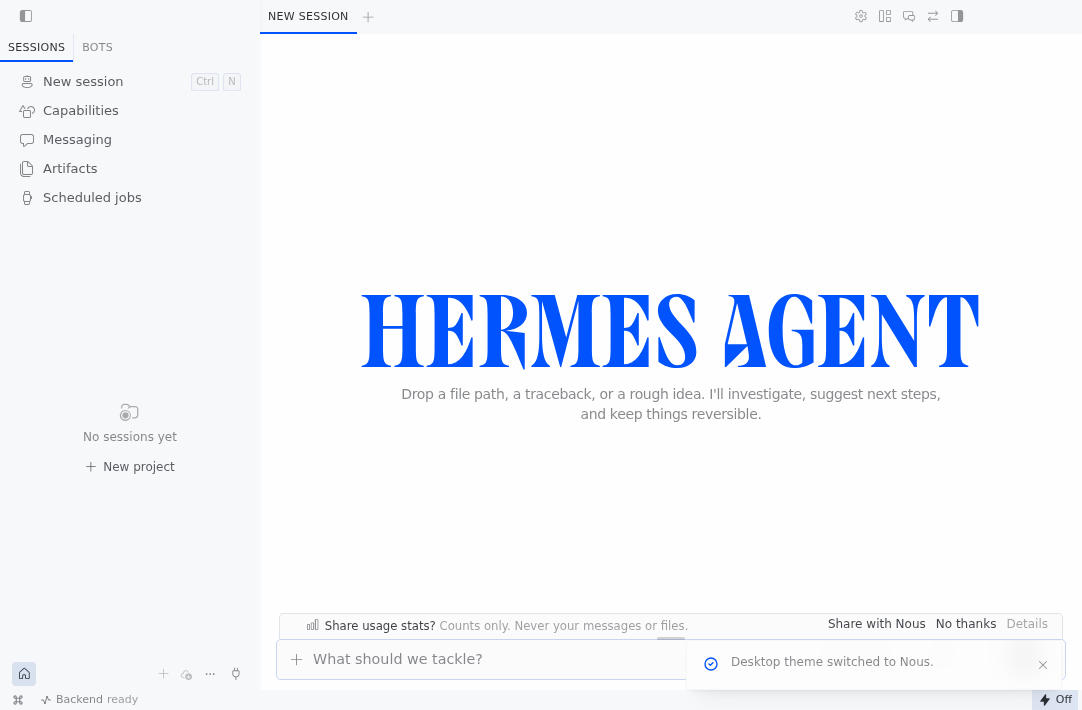 NEW SESSION
SESSIONS
BOTS
New session
Ctrl N
Capabilities
Messaging
Artifacts
Scheduled jobs
No sessions yet
New project
HERMES AGENT
Drop a file path, a traceback, or a rough idea. I'll investigate, suggest next steps,
and keep things reversible.
Share usage stats? Counts only. Never your messages or files.
Share with Nous
No thanks
Details
What should we tackle?
Desktop theme switched to Nous.
Backend ready
Off